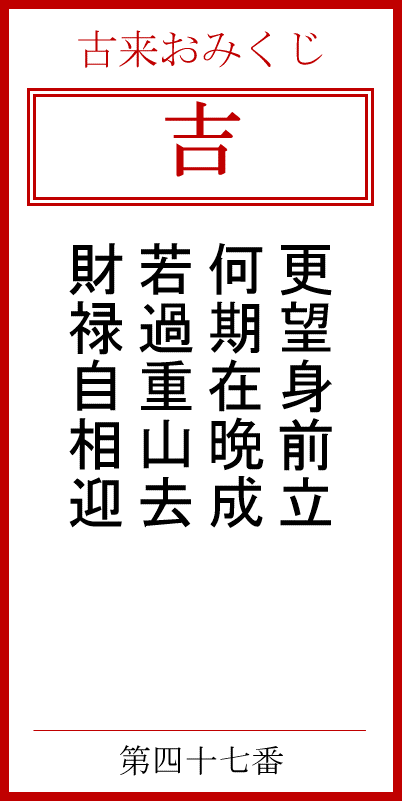 古来おみくじ
吉
更望身前立
何期在晩成
若過重山去
財禄自相迎
第四十七番